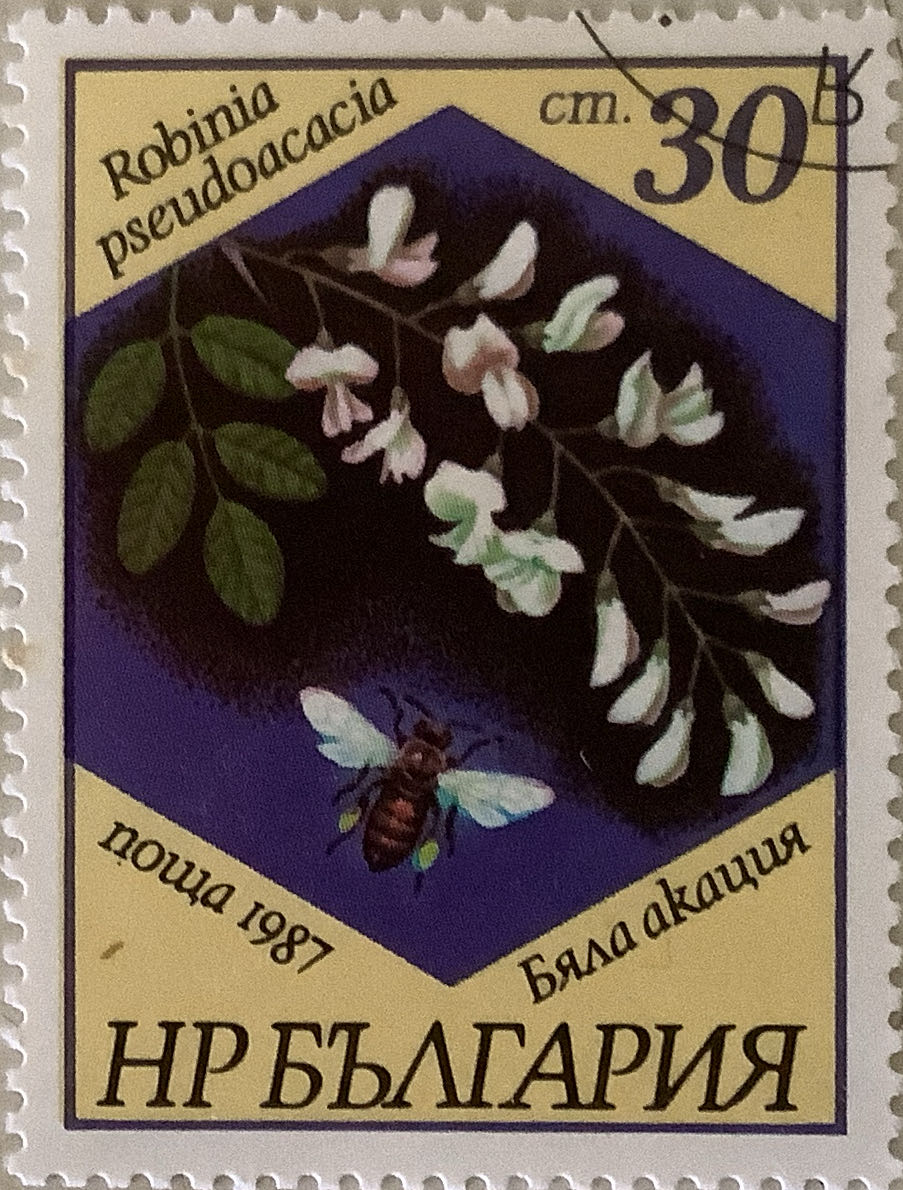 Robinia
pseudoacacia
ст. 30
поща 1987
Бяла акация
НР БЪЛГАРИЯ